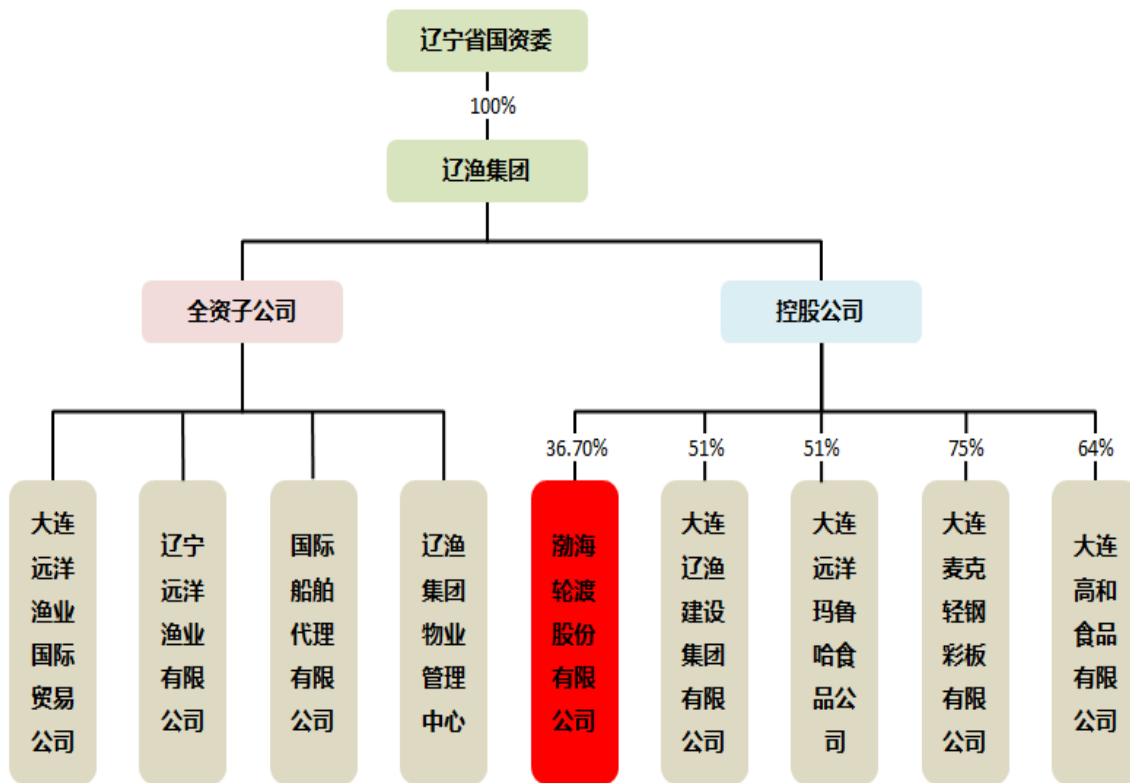 辽宁省国资委
100%
辽渔集团
全资子公司
控股公司
36.70%
51%
51%
75%
64%
大连
远洋
渔业
国际
贸易
公司
辽宁
远洋
渔业
有限
公司
国际
船舶
代理
有限
公司
辽渔
集团
物业
管理
中心
渤海
轮渡
股份
有限
公司
大连
辽渔
建设
集团
有限
公司
大连
远洋
玛鲁
哈食
品公
司
大连
麦克
轻钢
彩板
有限
公司
大连
高和
食品
有限
公司